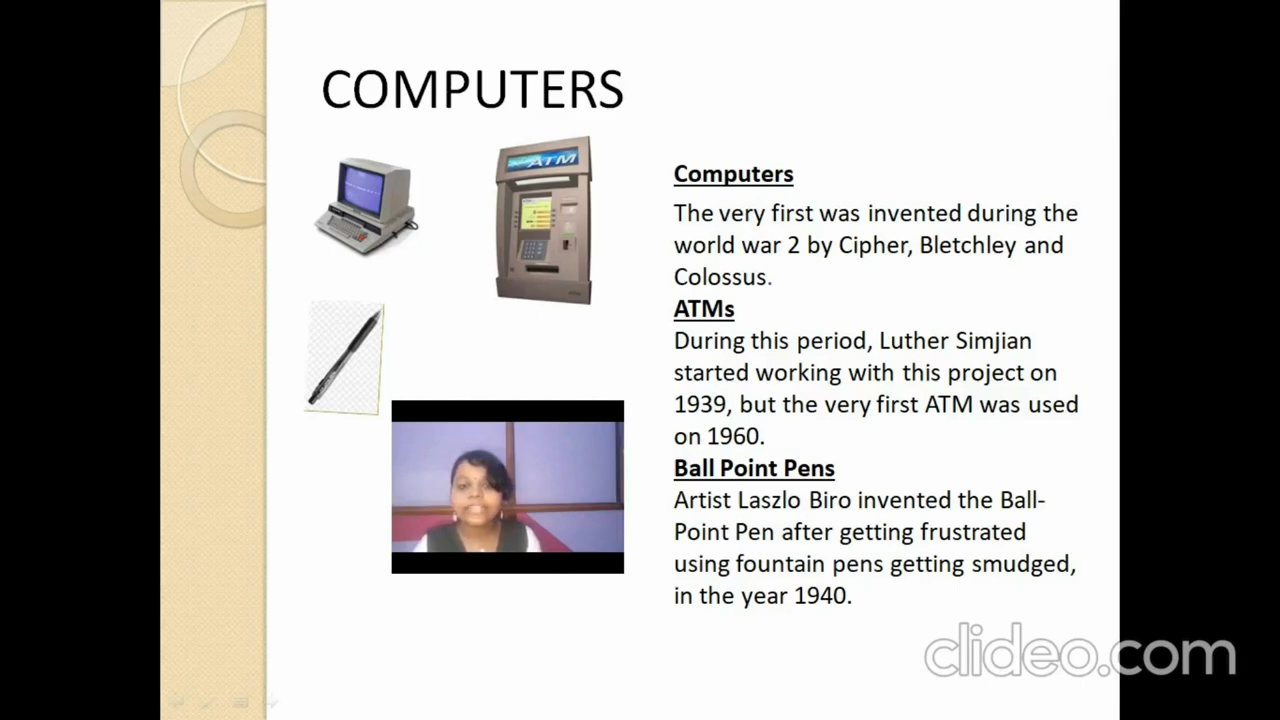 COMPUTERS
ATM
Computers
The very first was invented during the
world war 2 by Cipher, Bletchley and
Colossus.
ATMs
During this period, Luther Simjian
started working with this project on
1939, but the very first ATM was used
on 1960.
Ball Point Pens
Artist Laszlo Biro invented the Ball-
Point Pen after getting frustrated
using fountain pens getting smudged,
in the year 1940.
clideo.com